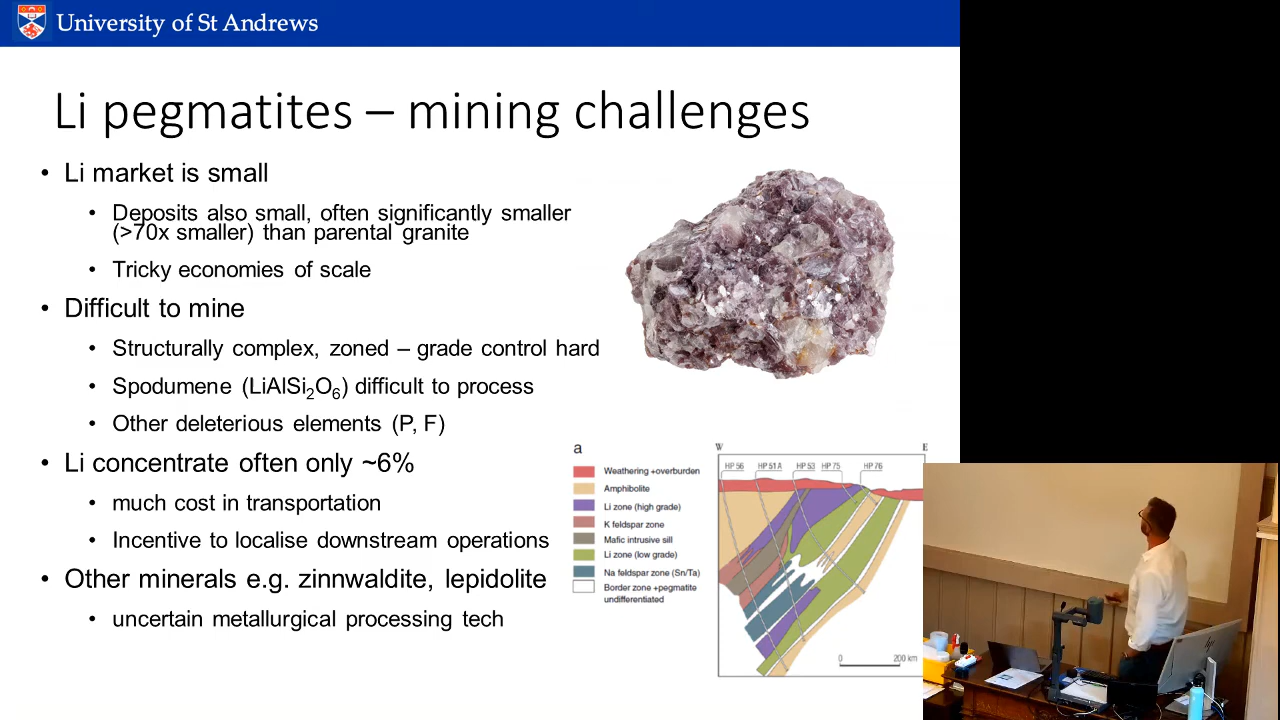 University of St Andrews
Li pegmatites – mining challenges
• Li market is small
• Deposits also small, often significantly smaller
(>70x smaller) than parental granite
• Tricky economies of scale
• Difficult to mine
• Structurally complex, zoned – grade control hard
• Spodumene (LiAlSi2O6) difficult to process
• Other deleterious elements (P, F)
• Li concentrate often only ~6%
• much cost in transportation
• Incentive to localise downstream operations
• Other minerals e.g. zinnwaldite, lepidolite
• uncertain metallurgical processing tech
a
Weathering +overburden
Amphibolite
Li zone (high grade)
K feldspar zone
Mafic intrusive sill
Li zone (low grade)
Na feldspar zone (Sn/Ta)
Border zone +pegmatite
undifferentiated
W E
HP 56 HP 51 A HP 53 HP 75 HP 76
0 200 km
hp